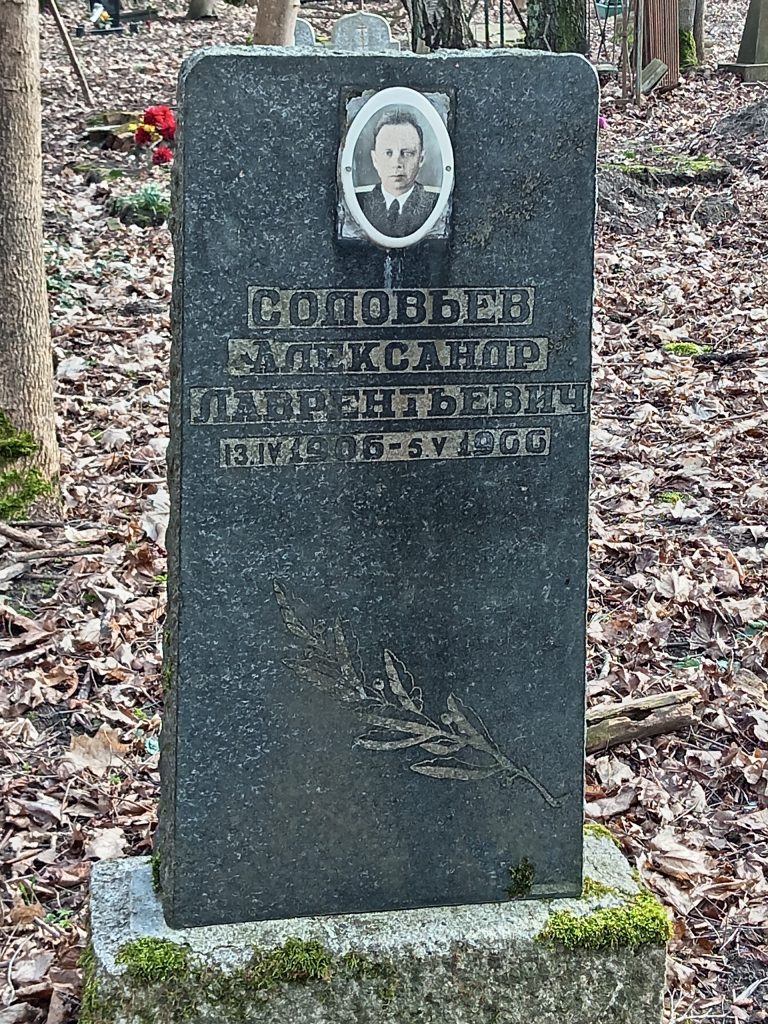 СОЛОВЬЕВ
АЛЕКСАНДР
ЛАВРЕНТЬЕВИЧ
13.IV 1906-5 V 1966